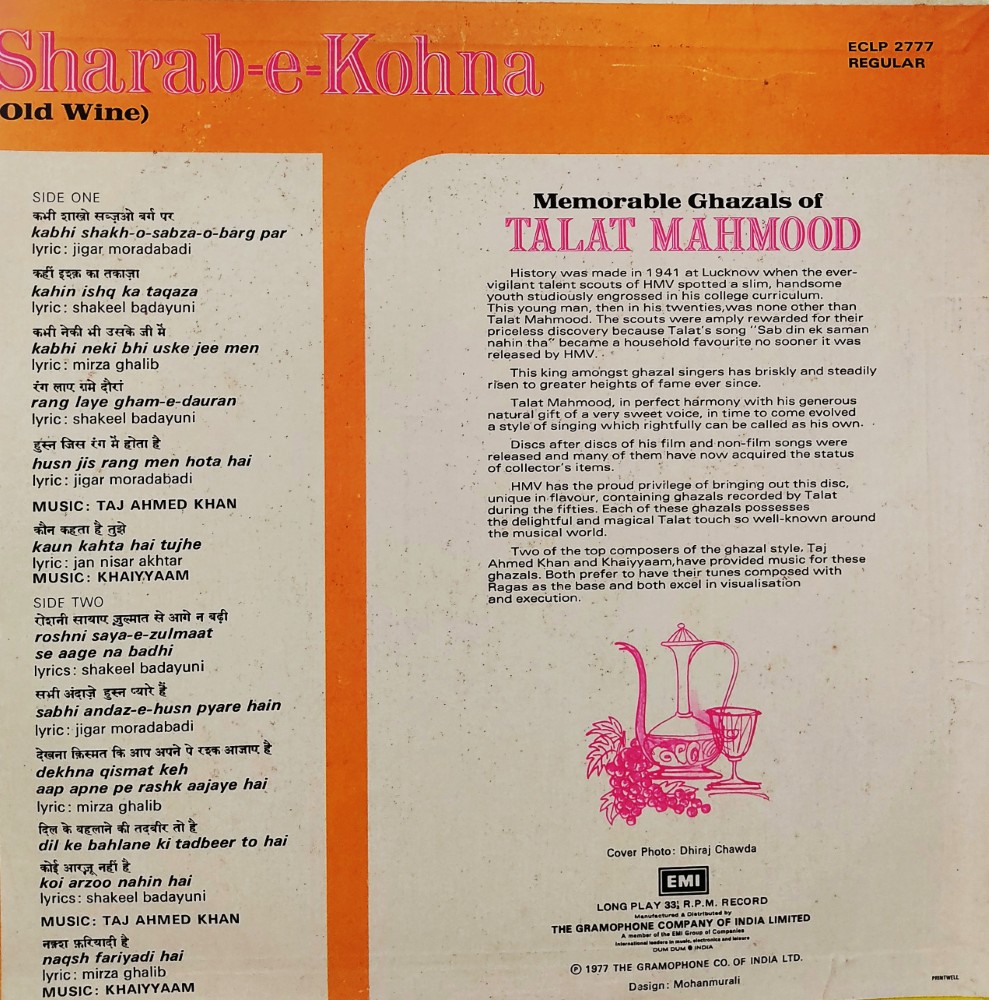 Sharab=e=Kohna
(Old Wine)
ECLP 2777
REGULAR
SIDE ONE
कभी शाखो सब्ज़ओ बर्ग पर
kabhi shakh-o-sabza-o-barg par
lyric: jigar moradabadi
कहीं इश्क़ का तक़ाज़ा
kahin ishq ka taqaza
lyric: shakeel badayuni
कभी नेकी भी उसके जी में
kabhi neki bhi uske jee men
lyric: mirza ghalib
रंग लाए ग़मे दौरां
rang laye gham-e-dauran
lyric: shakeel badayuni
हुस्न जिस रंग में होता है
husn jis rang men hota hai
lyric: jigar moradabadi
MUSIC: TAJ AHMED KHAN
कौन कहता है तुझे
kaun kahta hai tujhe
lyric: jan nisar akhtar
MUSIC: KHAIYYAAM
SIDE TWO
रोशनी सायाए ज़ुल्मात से आगे न बढ़ी
roshni saya-e-zulmaat
se aage na badhi
lyrics: shakeel badayuni
सभी अंदाज़े हुस्न प्यारे हैं
sabhi andaz-e-husn pyare hain
lyric: jigar moradabadi
देखना क़िस्मत कि आप अपने पे रश्क आजाए है
dekhna qismat keh
aap apne pe rashk aajaye hai
lyric: mirza ghalib
दिल के बहलाने की तदबीर तो है
dil ke bahlane ki tadbeer to hai
कोई आरज़ू नहीं है
koi arzoo nahin hai
lyrics: shakeel badayuni
MUSIC: TAJ AHMED KHAN
नक़्श फ़रियादी है
naqsh fariyadi hai
lyric: mirza ghalib
MUSIC: KHAIYYAAM
Memorable Ghazals of
TALAT MAHMOOD
History was made in 1941 at Lucknow when the ever-
vigilant talent scouts of HMV spotted a slim, handsome
youth studiously engrossed in his college curriculum.
This young man, then in his twenties,was none other than
Talat Mahmood. The scouts were amply rewarded for their
priceless discovery because Talat's song "Sab din ek saman
nahin tha" became a household favourite no sooner it was
released by HMV.
This king amongst ghazal singers has briskly and steadily
risen to greater heights of fame ever since.
Talat Mahmood, in perfect harmony with his generous
natural gift of a very sweet voice, in time to come evolved
a style of singing which rightfully can be called as his own.
Discs after discs of his film and non-film songs were
released and many of them have now acquired the status
of collector's items.
HMV has the proud privilege of bringing out this disc,
unique in flavour, containing ghazals recorded by Talat
during the fifties. Each of these ghazals possesses
the delightful and magical Talat touch so well-known around
the musical world.
Two of the top composers of the ghazal style, Taj
Ahmed Khan and Khaiyyaam,have provided music for these
ghazals. Both prefer to have their tunes composed with
Ragas as the base and both excel in visualisation
and execution.
Cover Photo: Dhiraj Chawda
EMI
LONG PLAY 33⅓ R.P.M. RECORD
Manufactured & Distributed by
THE GRAMOPHONE COMPANY OF INDIA LIMITED
A member of the EMI Group of Companies
International leaders in music, electronics and leisure
DUM DUM INDIA
℗ 1977 THE GRAMOPHONE CO. OF INDIA LTD.
Design: Mohanmurali
PRINTWELL